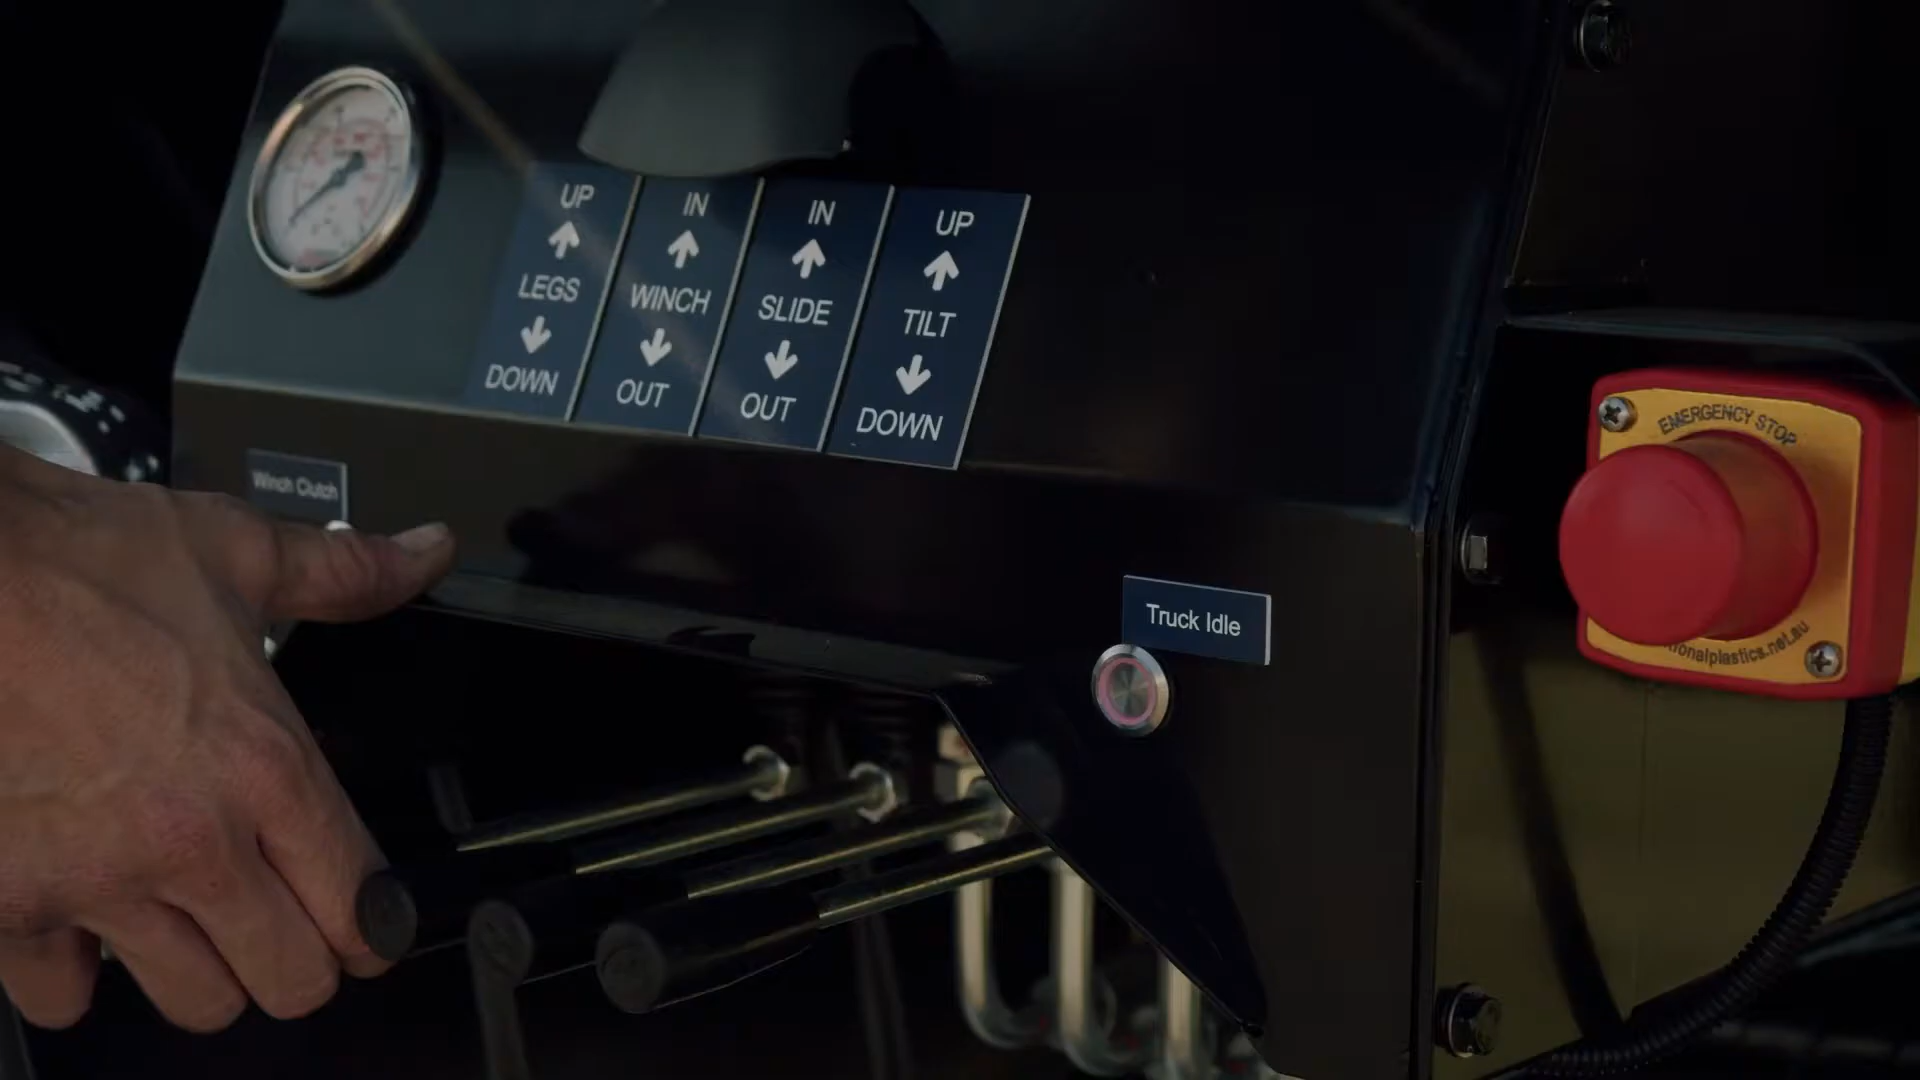 UP
LEGS
DOWN
IN
WINCH
OUT
IN
SLIDE
OUT
UP
TILT
DOWN
Winch Clutch
Truck Idle
EMERGENCY STOP